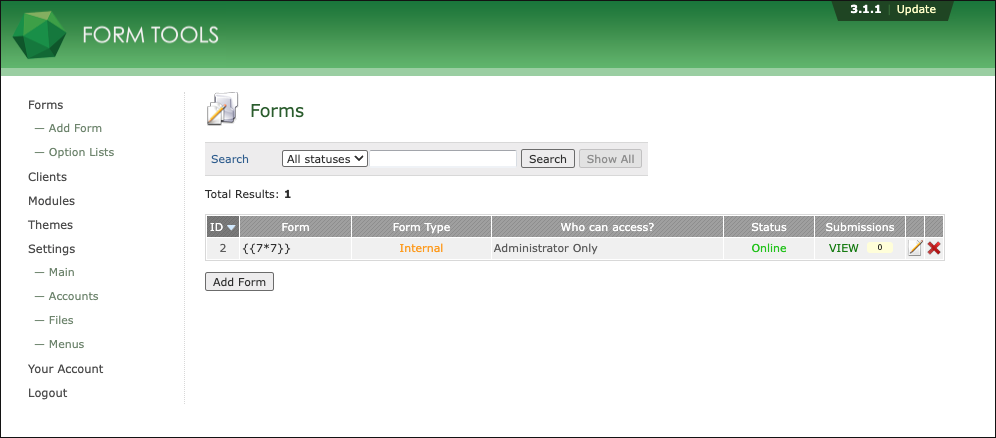 3.1.1 | Update
FORM TOOLS
Forms
— Add Form
— Option Lists
Clients
Modules
Themes
Settings
— Main
— Accounts
— Files
— Menus
Your Account
Logout
Forms
Search All statuses Search Show All
Total Results: 1
ID Form Form Type Who can access? Status Submissions
2 {{7*7}} Internal Administrator Only Online VIEW 0
Add Form